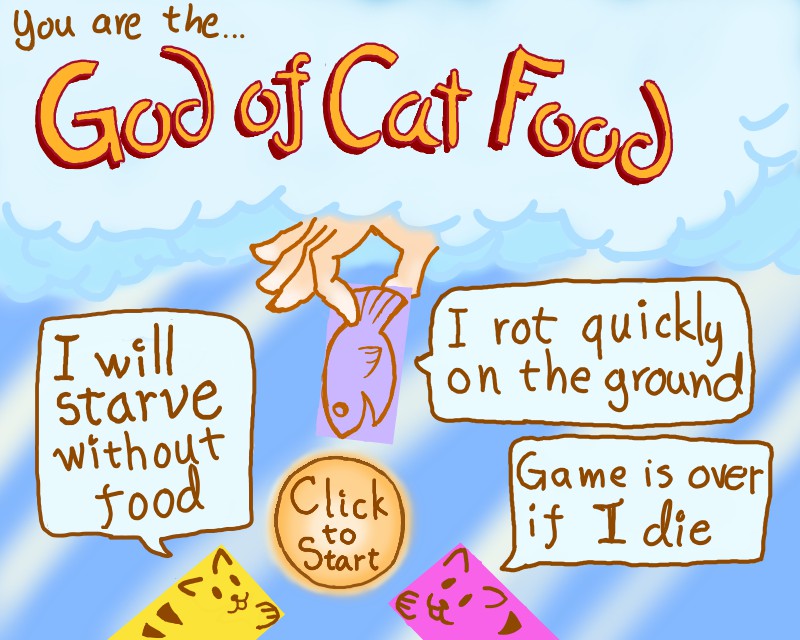 You are the...
God of Cat Food
I will
starve
without
food
I rot quickly
on the ground
Click
to
Start
Game is over
if I die